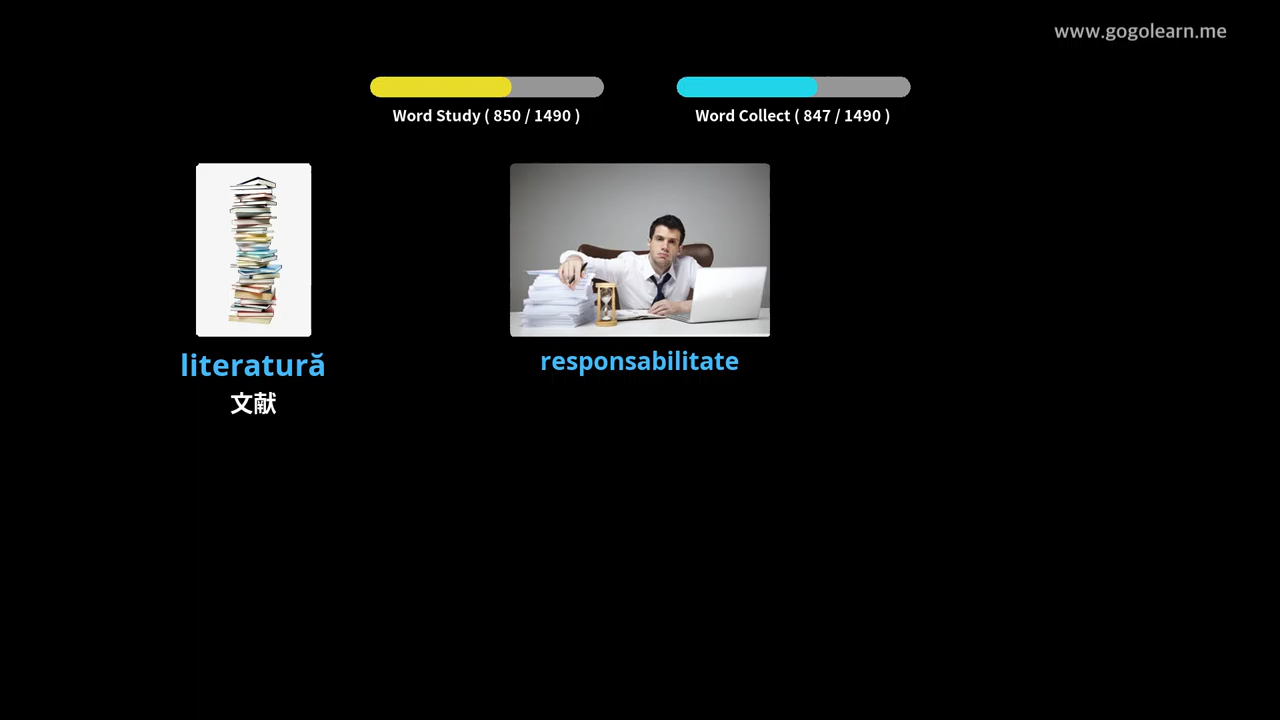 www.gogolearn.me
Word Study ( 850 / 1490 )
Word Collect ( 847 / 1490 )
literatură
文献
responsabilitate